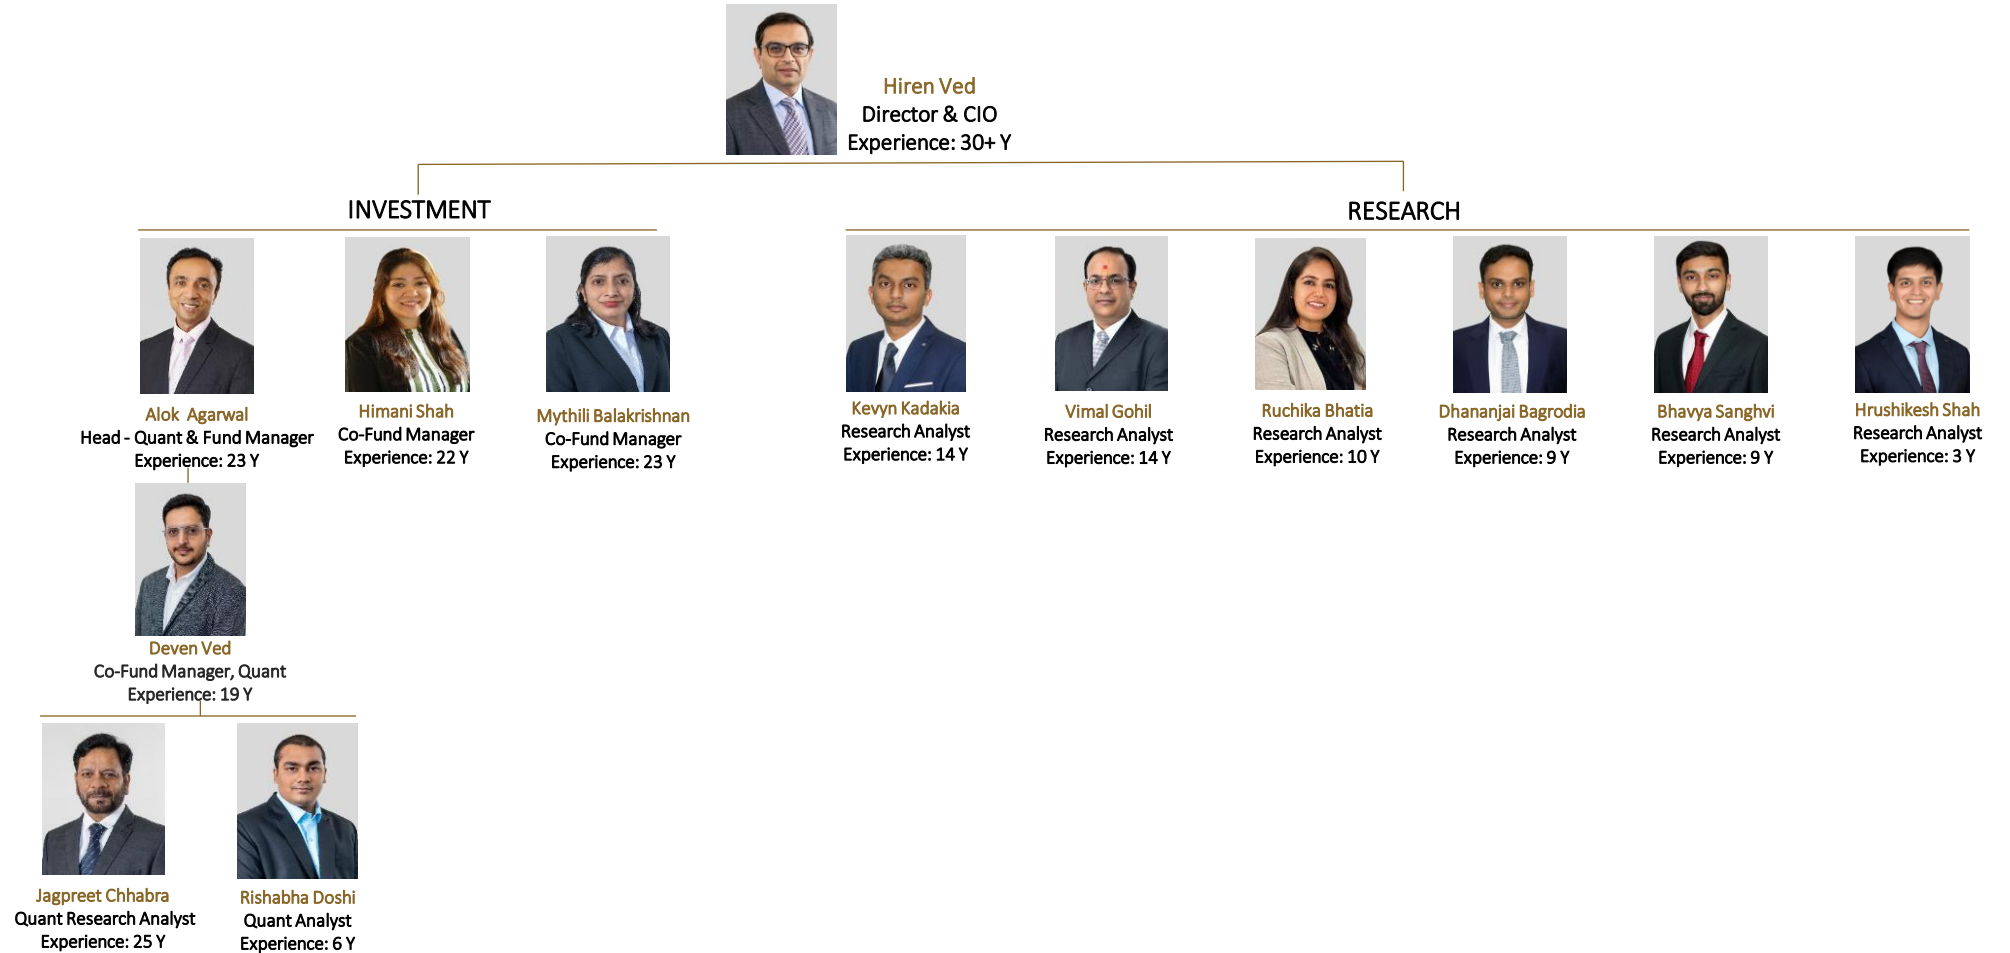 Hiren Ved
Director & CIO
Experience: 30+ Y
INVESTMENT
RESEARCH
Alok Agarwal
Head - Quant & Fund Manager
Experience: 23 Y
Himani Shah
Co-Fund Manager
Experience: 22 Y
Mythili Balakrishnan
Co-Fund Manager
Experience: 23 Y
Kevyn Kadakia
Research Analyst
Experience: 14 Y
Vimal Gohil
Research Analyst
Experience: 14 Y
Ruchika Bhatia
Research Analyst
Experience: 10 Y
Dhananjai Bagrodia
Research Analyst
Experience: 9 Y
Bhavya Sanghvi
Research Analyst
Experience: 9 Y
Hrushikesh Shah
Research Analyst
Experience: 3 Y
Deven Ved
Co-Fund Manager, Quant
Experience: 19 Y
Jagpreet Chhabra
Quant Research Analyst
Experience: 25 Y
Rishabha Doshi
Quant Analyst
Experience: 6 Y